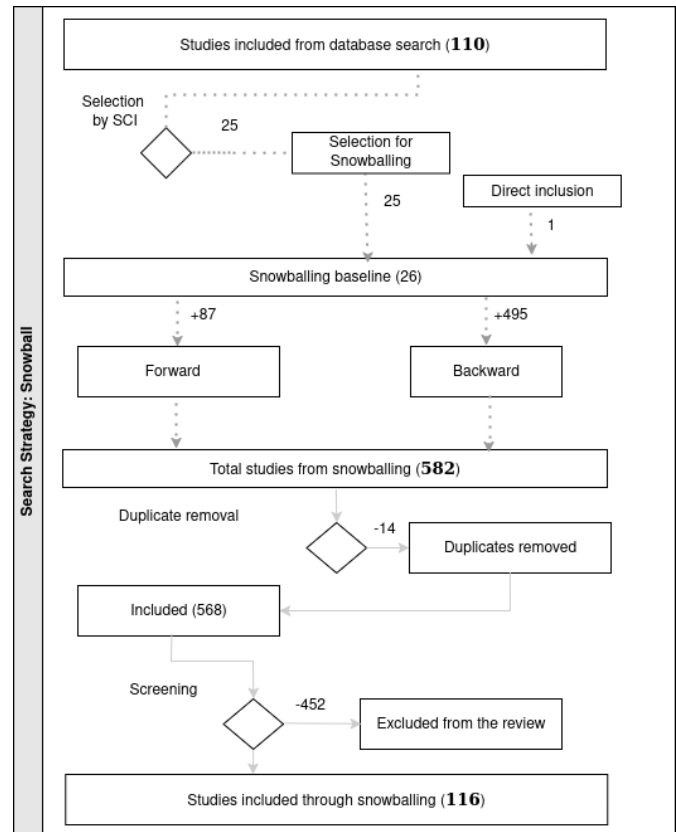 Search Strategy: Snowball
Studies included from database search (110)
Selection
by SCI
25
Selection for
Snowballing
Direct inclusion
25
1
Snowballing baseline (26)
+87
+495
Forward
Backward
Total studies from snowballing (582)
Duplicate removal
-14
Duplicates removed
Included (568)
Screening
-452
Excluded from the review
Studies included through snowballing (116)